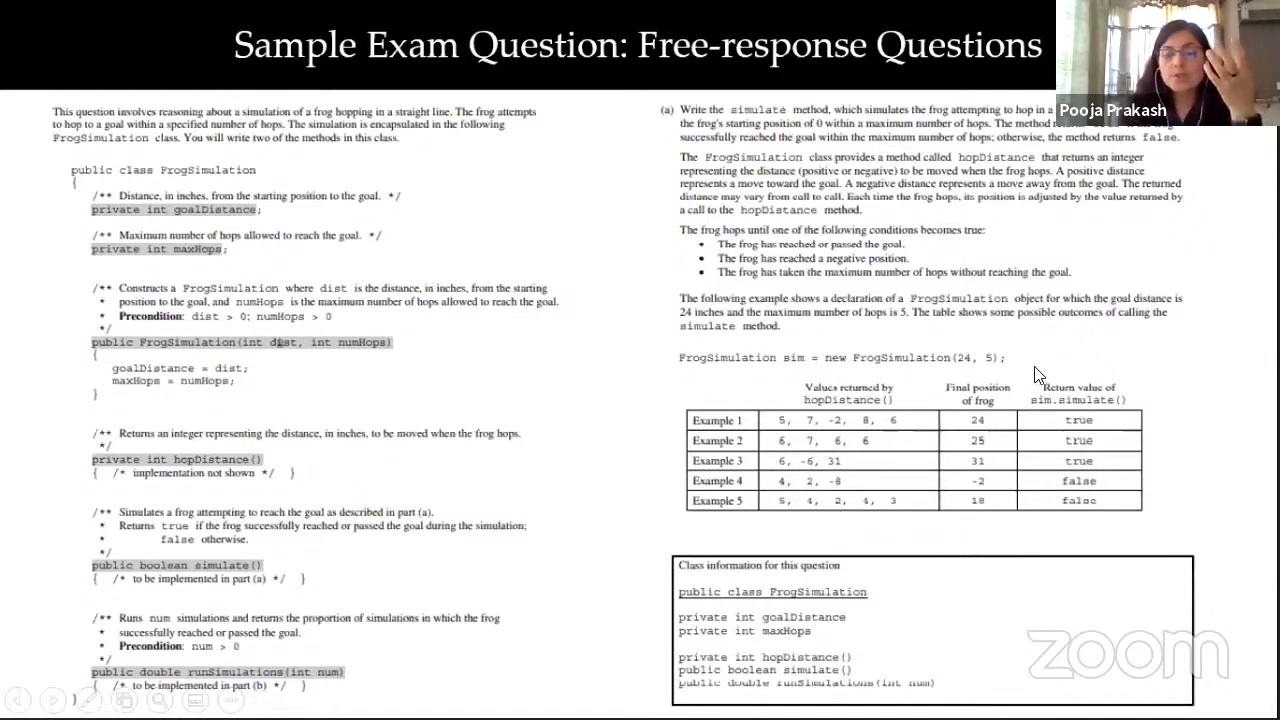 Sample Exam Question: Free-response Questions
Pooja Prakash
This question involves reasoning about a simulation of a frog hopping in a straight line. The frog attempts
to hop to a goal within a specified number of hops. The simulation is encapsulated in the following
FrogSimulation class. You will write two of the methods in this class.
public class FrogSimulation
{
/** Distance, in inches, from the starting position to the goal. */
private int goalDistance;
/** Maximum number of hops allowed to reach the goal. */
private int maxHops;
/** Constructs a FrogSimulation where dist is the distance, in inches, from the starting
* position to the goal, and numHops is the maximum number of hops allowed to reach the goal.
* Precondition: dist > 0; numHops > 0
*/
public FrogSimulation(int dist, int numHops)
{
goalDistance = dist;
maxHops = numHops;
}
/** Returns an integer representing the distance, in inches, to be moved when the frog hops.
*/
private int hopDistance()
{ /* implementation not shown */ }
/** Simulates a frog attempting to reach the goal as described in part (a).
* Returns true if the frog successfully reached or passed the goal during the simulation;
* false otherwise.
*/
public boolean simulate()
{ /* to be implemented in part (a) */ }
/** Runs num simulations and returns the proportion of simulations in which the frog
* successfully reached or passed the goal.
* Precondition: num > 0
*/
public double runSimulations(int num)
{ /* to be implemented in part (b) */ }
}
(a) Write the simulate method, which simulates the frog attempting to hop in a
the frog's starting position of 0 within a maximum number of hops. The method
successfully reached the goal within the maximum number of hops; otherwise, the method returns false.
The FrogSimulation class provides a method called hopDistance that returns an integer
representing the distance (positive or negative) to be moved when the frog hops. A positive distance
represents a move toward the goal. A negative distance represents a move away from the goal. The returned
distance may vary from call to call. Each time the frog hops, its position is adjusted by the value returned by
a call to the hopDistance method.
The frog hops until one of the following conditions becomes true:
• The frog has reached or passed the goal.
• The frog has reached a negative position.
• The frog has taken the maximum number of hops without reaching the goal.
The following example shows a declaration of a FrogSimulation object for which the goal distance is
24 inches and the maximum number of hops is 5. The table shows some possible outcomes of calling the
simulate method.
FrogSimulation sim = new FrogSimulation(24, 5);
Values returned by Final position Return value of
hopDistance() of frog sim.simulate()
Example 1 5, 7, -2, 8, 6 24 true
Example 2 6, 7, 6, 6 25 true
Example 3 6, -6, 31 31 true
Example 4 4, 2, -8 -2 false
Example 5 5, 4, 2, 4, 3 18 false
Class information for this question
public class FrogSimulation
private int goalDistance
private int maxHops
private int hopDistance()
public boolean simulate()
public double runSimulations(int num)
zoom